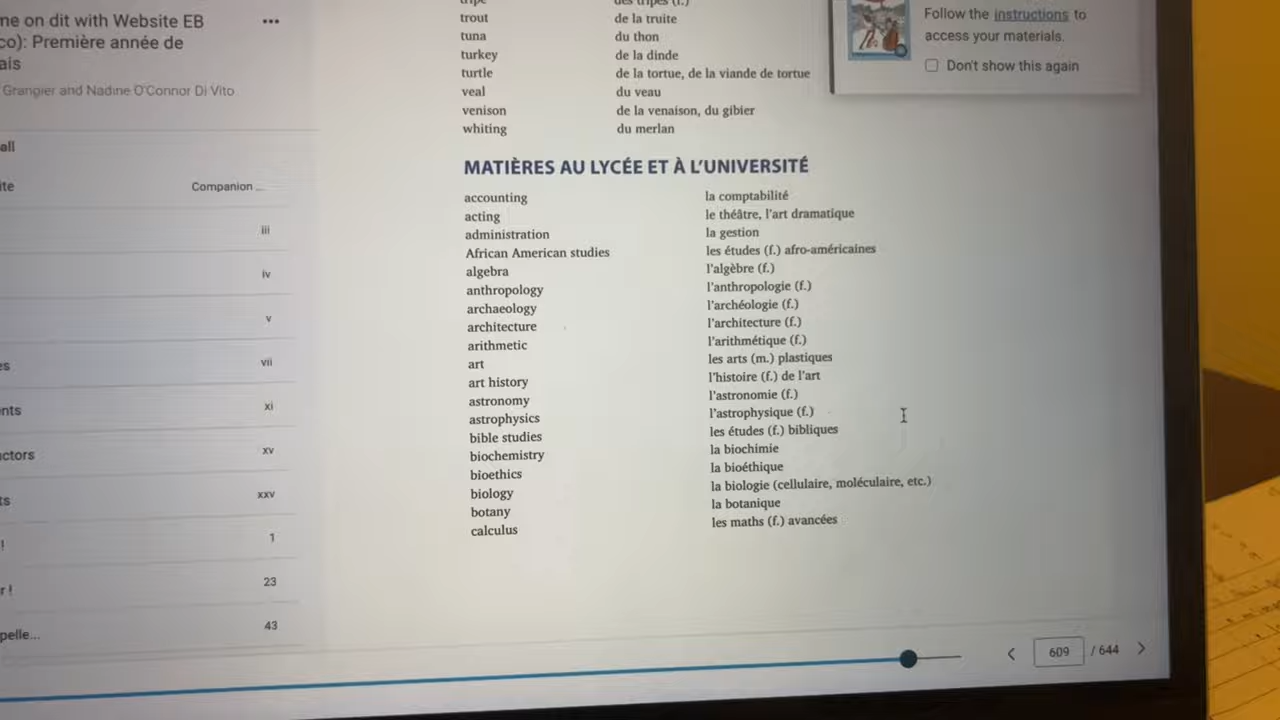 me on dit with Website EB
co): Première année de
ais
Grangier and Nadine O'Connor Di Vito
all
ite Companion ...
iii
iv
v
es vii
nts xi
ctors xv
ts xxv
! 1
r ! 23
pelle... 43
tripe des tripes (f.)
trout de la truite
tuna du thon
turkey de la dinde
turtle de la tortue, de la viande de tortue
veal du veau
venison de la venaison, du gibier
whiting du merlan
MATIÈRES AU LYCÉE ET À L'UNIVERSITÉ
accounting la comptabilité
acting le théâtre, l'art dramatique
administration la gestion
African American studies les études (f.) afro-américaines
algebra l'algèbre (f.)
anthropology l'anthropologie (f.)
archaeology l'archéologie (f.)
architecture l'architecture (f.)
arithmetic l'arithmétique (f.)
art les arts (m.) plastiques
art history l'histoire (f.) de l'art
astronomy l'astronomie (f.)
astrophysics l'astrophysique (f.)
bible studies les études (f.) bibliques
biochemistry la biochimie
bioethics la bioéthique
biology la biologie (cellulaire, moléculaire, etc.)
botany la botanique
calculus les maths (f.) avancées
Follow the instructions to
access your materials.
Don't show this again
609 / 644